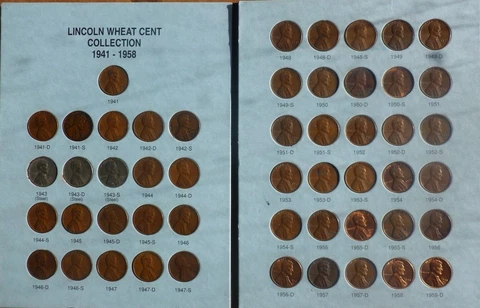 LINCOLN WHEAT CENT
COLLECTION
1941 - 1958
1941
1941-D 1941-S 1942 1942-D 1942-S
1943 1943-D 1943-S 1944 1944-D
(Steel) (Steel) (Steel)
1944-S 1945 1945-D 1945-S 1946
1946-D 1946-S 1947 1947-D 1947-S
1948 1948-D 1948-S 1949 1949-D
1949-S 1950 1950-D 1950-S 1951
1951-D 1951-S 1952 1952-D 1952-S
1953 1953-D 1953-S 1954 1954-D
1954-S 1955 1955-D 1955-S 1956
1956-D 1957 1957-D 1958 1958-D